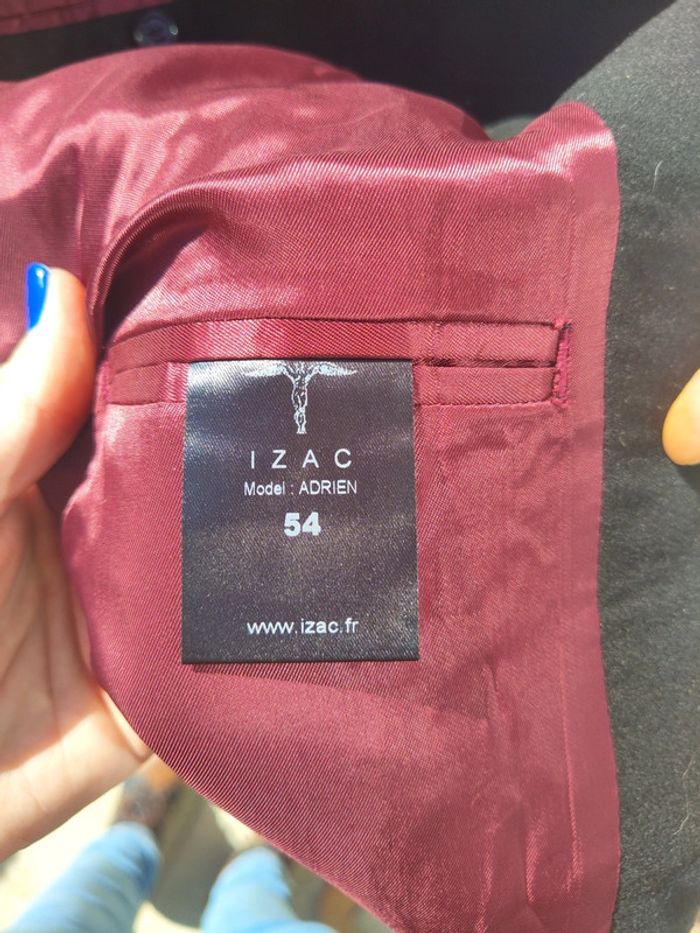 IZAC
Model : ADRIEN
54
www.izac.fr